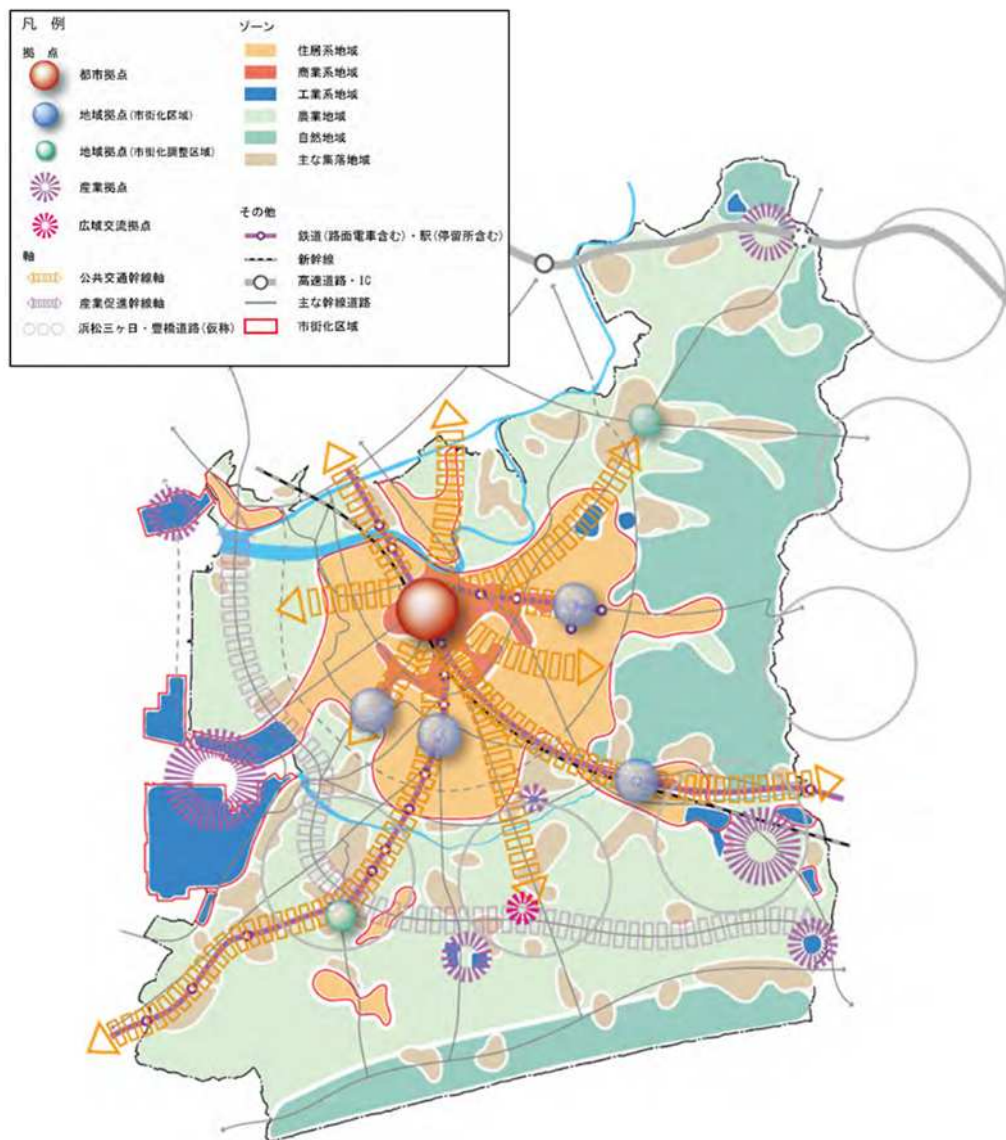 凡 例
拠 点
都市拠点
地域拠点(市街化区域)
地域拠点(市街化調整区域)
産業拠点
広域交流拠点
軸
公共交通幹線軸
産業促進幹線軸
浜松三ヶ日・豊橋道路(仮称)
ゾーン
住居系地域
商業系地域
工業系地域
農業地域
自然地域
主な集落地域
その他
鉄道(路面電車含む)・駅(停留所含む)
新幹線
高速道路・IC
主な幹線道路
市街化区域